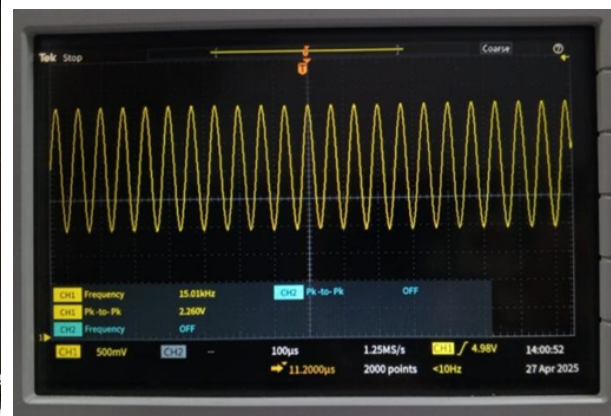 Tek Stop Coarse
T
CH1 Frequency 15.01kHz CH2 Pk-to-Pk OFF
CH1 Pk-to-Pk 2.260V
CH2 Frequency OFF
1
CH1 500mV CH2 -- 100μs 1.25MS/s CH1 4.98V 14:00:52
11.2000μs 2000 points <10Hz 27 Apr 2025